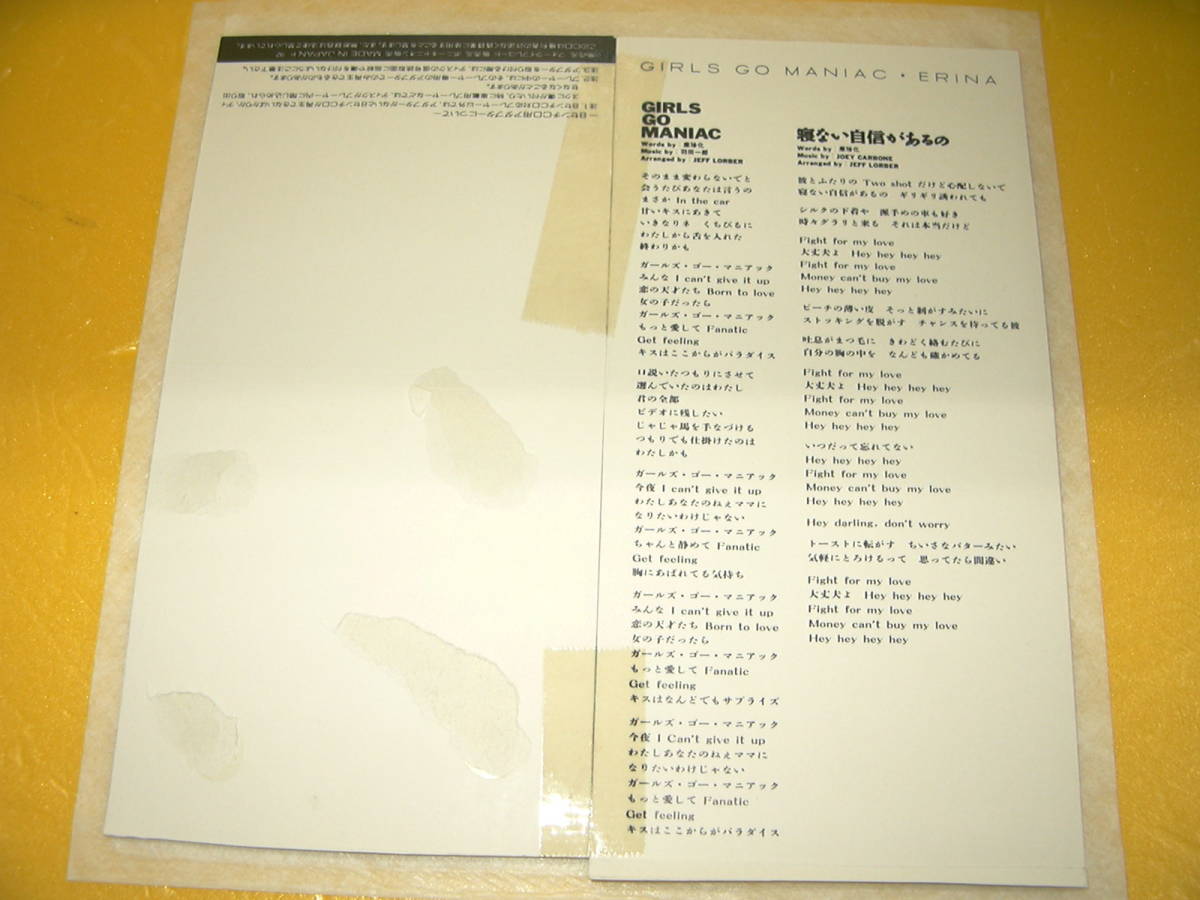 GIRLS GO MANIAC・ERINA
GIRLS
GO
MANIAC
Music by : 羽田一郎
Arranged by : JEFF LORBER
そのまま変わらないでと
会うたびあなたは言うの
まさか In the car
甘いキスにあきて
いきなりネ くちびるに
わたしから舌を入れた
終わりかも
ガールズ・ゴー・マニアック
みんな I can't give it up
恋の天才たち Born to love
女の子だったら
ガールズ・ゴー・マニアック
もっと愛して Fanatic
Get feeling
キスはここからがパラダイス
口説いたつもりにさせて
選んでいたのはわたし
君の全部
ビデオに残したい
じゃじゃ馬を手なづける
つもりでも仕掛けたのは
わたしかも
ガールズ・ゴー・マニアック
今夜 I can't give it up
わたしあなたのねぇママに
なりたいわけじゃない
ガールズ・ゴー・マニアック
ちゃんと静めて Fanatic
Get feeling
胸にあばれてる気持ち
ガールズ・ゴー・マニアック
みんな I can't give it up
恋の天才たち Born to love
女の子だったら
ガールズ・ゴー・マニアック
もっと愛して Fanatic
Get feeling
キスはなんどでもサプライズ
ガールズ・ゴー・マニアック
今夜 I Can't give it up
わたしあなたのねぇママに
なりたいわけじゃない
ガールズ・ゴー・マニアック
もっと愛して Fanatic
Get feeling
キスはここからがパラダイス
寝ない自信があるの
Music by : JOEY CARBONE
Arranged by : JEFF LORBER
彼とふたりの Two shot だけど心配しないで
寝ない自信があるの ギリギリ誘われても
シルクの下着や 派手めの車も好き
時々グラリと来る それは本当だけど
Fight for my love
大丈夫よ Hey hey hey hey
Fight for my love
Money can't buy my love
Hey hey hey hey
ピーチの薄い皮 そっと剥がすみたいに
ストッキングを脱がす チャンスを待ってる彼
吐息がまつ毛に きわどく絡むたびに
自分の胸の中を なんども確かめてる
Fight for my love
大丈夫よ Hey hey hey hey
Fight for my love
Money can't buy my love
Hey hey hey hey
いつだって忘れてない
Hey hey hey hey
Fight for my love
Money can't buy my love
Hey hey hey hey
Hey darling, don't worry
トーストに転がす ちいさなバターみたい
気軽にとろけるって 思ってたら間違い
Fight for my love
大丈夫よ Hey hey hey hey
Fight for my love
Money can't buy my love
Hey hey hey hey